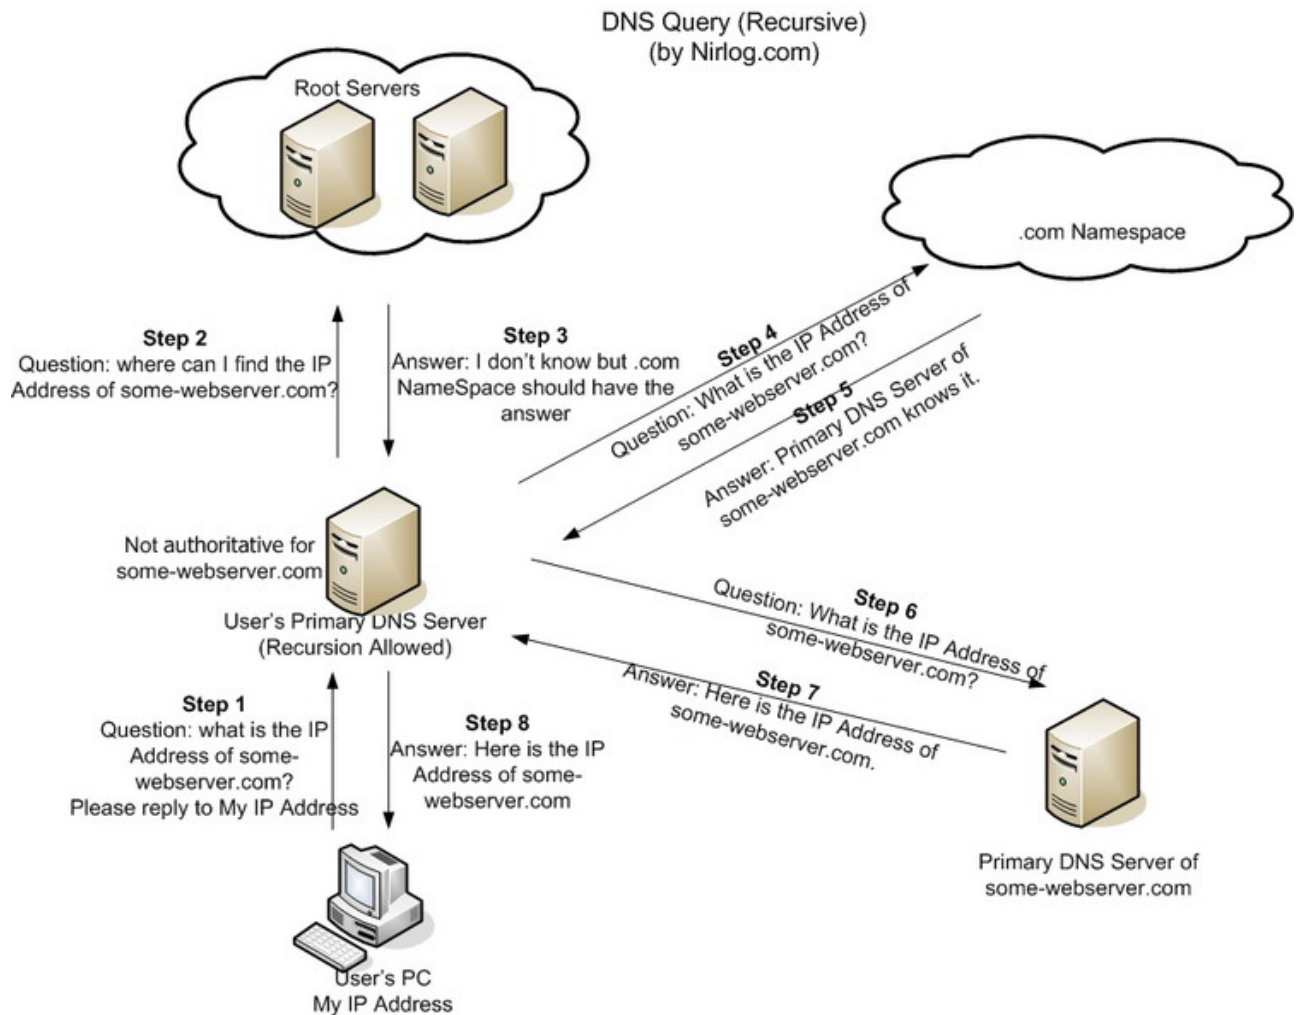 DNS Query (Recursive)
(by Nirlog.com)
Root Servers
.com Namespace
Step 2
Question: where can I find the IP
Address of some-webserver.com?
Step 3
Answer: I don't know but .com
NameSpace should have the
answer
Step 4
Question: What is the IP Address of
some-webserver.com?
Step 5
Answer: Primary DNS Server of
some-webserver.com knows it.
Not authoritative for
some-webserver.com
User's Primary DNS Server
(Recursion Allowed)
Step 6
Question: What is the IP Address of
some-webserver.com?
Step 7
Answer: Here is the IP Address of
some-webserver.com.
Step 1
Question: what is the IP
Address of some-
webserver.com?
Please reply to My IP Address
Step 8
Answer: Here is the IP
Address of some-
webserver.com
Primary DNS Server of
some-webserver.com
User's PC
My IP Address